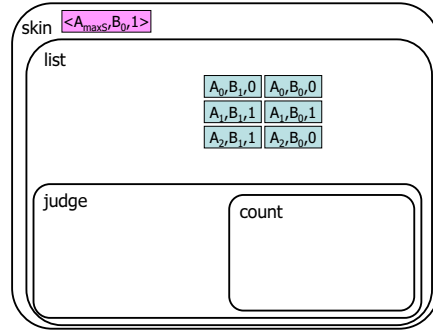 skin <A_maxS,B_0,1>
list
A_0,B_1,0 A_0,B_0,0
A_1,B_1,1 A_1,B_0,1
A_2,B_1,1 A_2,B_0,0
judge
count